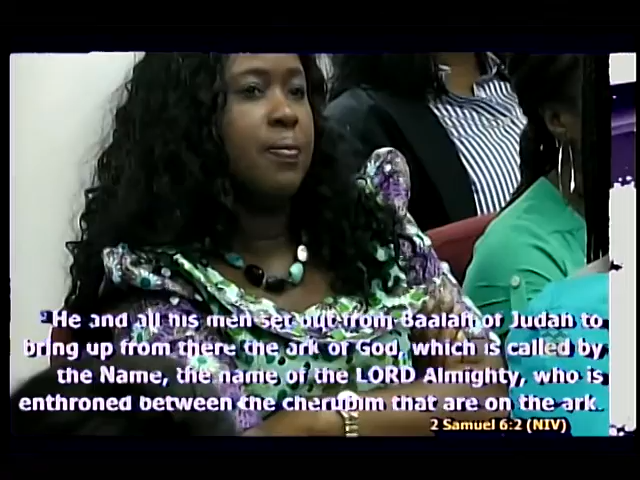 "He and all his men set out from Baalah of Judah to
bring up from there the ark of God, which is called by
the Name, the name of the LORD Almighty, who is
enthroned between the cherubim that are on the ark.
2 Samuel 6:2 (NIV)